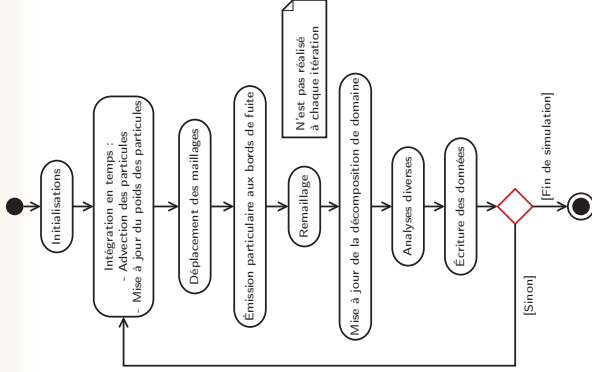 Initialisations
Intégration en temps :
- Advection des particules
- Mise à jour du poids des particules
Déplacement des maillages
Émission particulaire aux bords de fuite
Remaillage
N'est pas réalisé
à chaque itération
Mise à jour de la décomposition de domaine
Analyses diverses
Écriture des données
[Sinon]
[Fin de simulation]